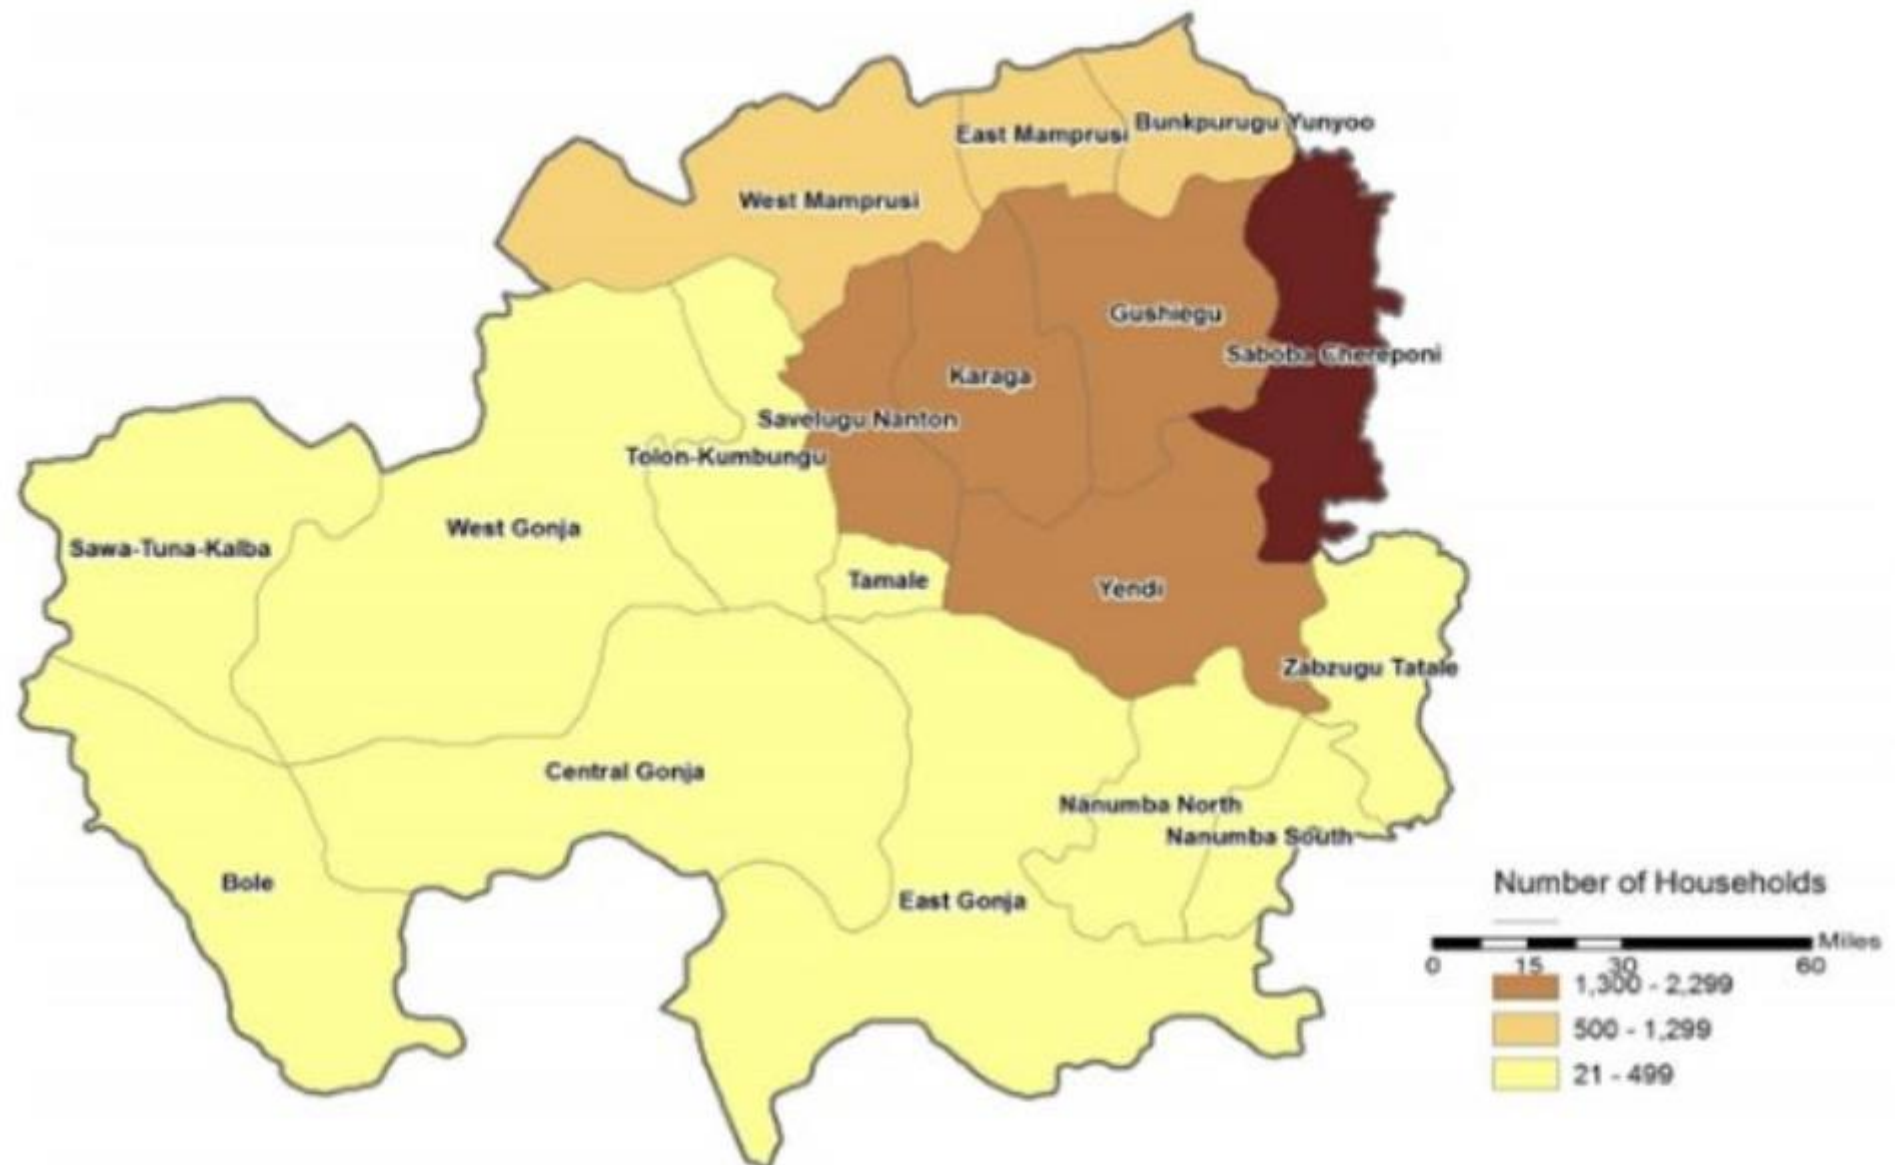 Bunkpurugu Yunyoo
East Mamprusi
West Mamprusi
Gushiegu
Saboba Chereponi
Karaga
Savelugu Nanton
Tolon-Kumbungu
West Gonja
Sawa-Tuna-Kalba
Tamale
Yendi
Zabzugu Tatale
Central Gonja
Nanumba North
Nanumba South
Bole
East Gonja
Number of Households
Miles
0 15 30 60
1,300 - 2,299
500 - 1,299
21 - 499